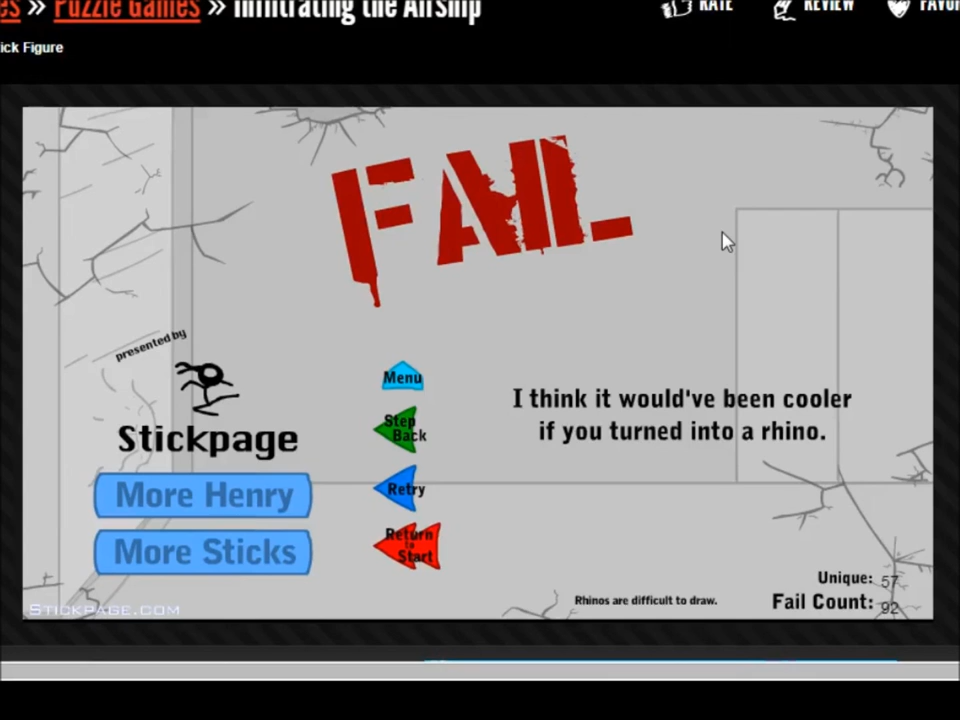 es » Puzzle Games » Infiltrating the Airship
RATE
REVIEW
FAVO
ick Figure
FAIL
presented by
Stickpage
More Henry
More Sticks
Menu
Step
Back
Retry
Return
to
Start
I think it would've been cooler
if you turned into a rhino.
Unique: 57
Fail Count: 92
Rhinos are difficult to draw.
STICKPAGE.COM